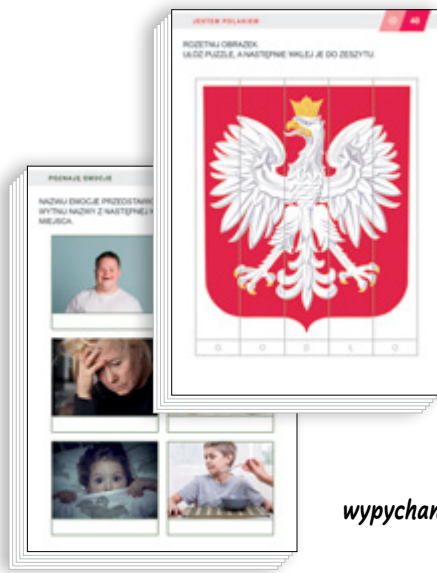 JESTEM POLAKIEM 40
ROZETNIJ OBRAZEK.
UŁÓŻ PUZZLE, A NASTĘPNIE WKLEJ JE DO ZESZYTU.
G O D Ł O
POZNAJĘ EMOCJE
NAZWIJ EMOCJE
WYTNIJ NAZWY Z NASTĘPNEJ
MIEJSCA.
wypychan